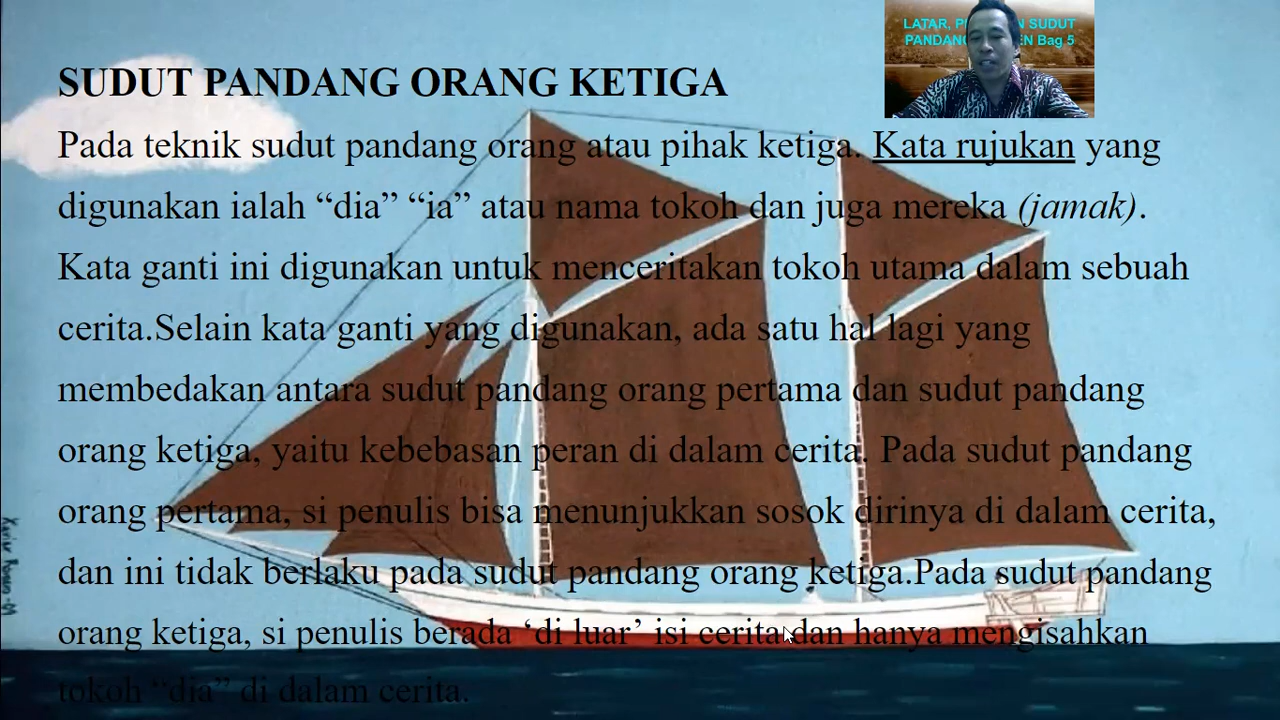 LATAR, P N SUDUT
PANDANG EN Bag 5
SUDUT PANDANG ORANG KETIGA
Pada teknik sudut pandang orang atau pihak ketiga. Kata rujukan yang
digunakan ialah “dia” “ia” atau nama tokoh dan juga mereka (jamak).
Kata ganti ini digunakan untuk menceritakan tokoh utama dalam sebuah
cerita.Selain kata ganti yang digunakan, ada satu hal lagi yang
membedakan antara sudut pandang orang pertama dan sudut pandang
orang ketiga, yaitu kebebasan peran di dalam cerita. Pada sudut pandang
orang pertama, si penulis bisa menunjukkan sosok dirinya di dalam cerita,
dan ini tidak berlaku pada sudut pandang orang ketiga.Pada sudut pandang
orang ketiga, si penulis berada ‘di luar’ isi cerita dan hanya mengisahkan
tokoh “dia” di dalam cerita.